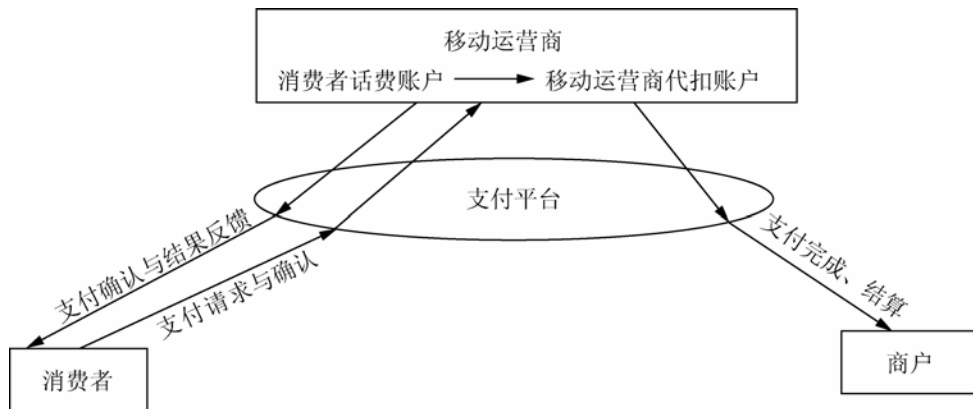 移动运营商
消费者话费账户
移动运营商代扣账户
支付平台
支付确认与结果反馈
支付请求与确认
支付完成、结算
消费者
商户